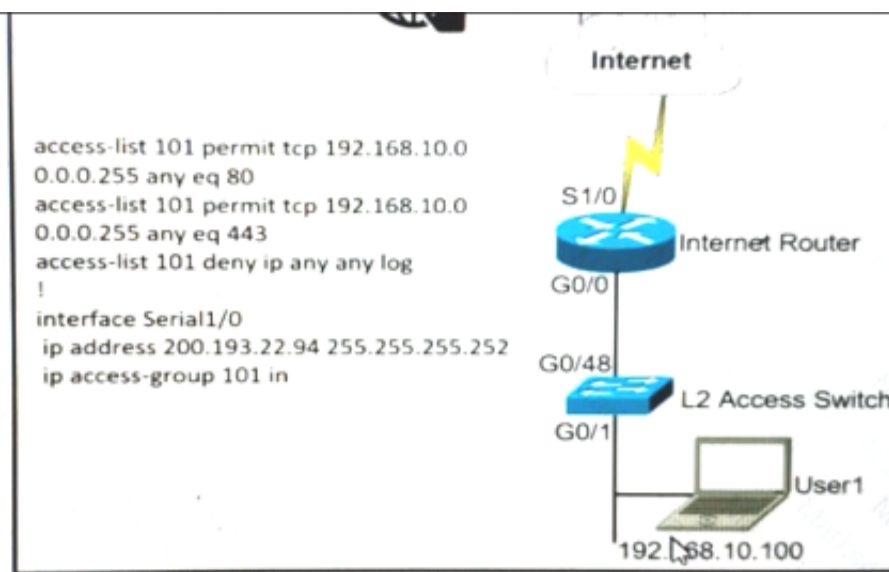 Internet
access-list 101 permit tcp 192.168.10.0
0.0.0.255 any eq 80
access-list 101 permit tcp 192.168.10.0
0.0.0.255 any eq 443
access-list 101 deny ip any any log
!
interface Serial1/0
ip address 200.193.22.94 255.255.255.252
ip access-group 101 in
S1/0
Internet Router
G0/0
G0/48
L2 Access Switch
G0/1
User1
68.10.100